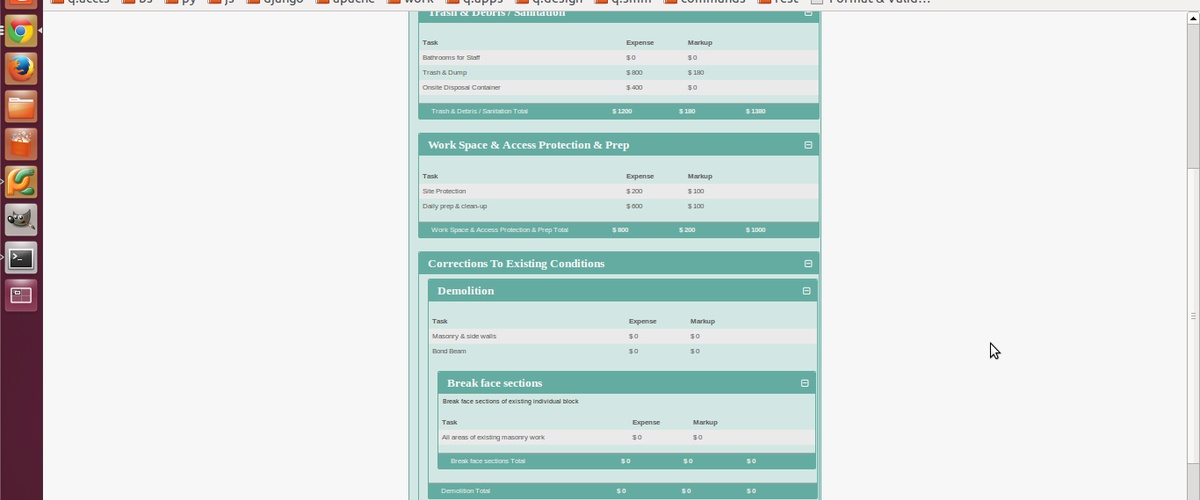 q.accts bs py js django apache work q.apps q.design q.smm commands rest Format & Valid...
Trash & Debris / Sanitation
Task Expense Markup
Bathrooms for Staff $ 0 $ 0
Trash & Dump $ 800 $ 180
Onsite Disposal Container $ 400 $ 0
Trash & Debris / Sanitation Total $ 1200 $ 180 $ 1380
Work Space & Access Protection & Prep
Task Expense Markup
Site Protection $ 200 $ 100
Daily prep & clean-up $ 600 $ 100
Work Space & Access Protection & Prep Total $ 800 $ 200 $ 1000
Corrections To Existing Conditions
Demolition
Task Expense Markup
Masonry & side walls $ 0 $ 0
Bond Beam $ 0 $ 0
Break face sections
Break face sections of existing individual block
Task Expense Markup
All areas of existing masonry work $ 0 $ 0
Break face sections Total $ 0 $ 0 $ 0
Demolition Total $ 0 $ 0 $ 0